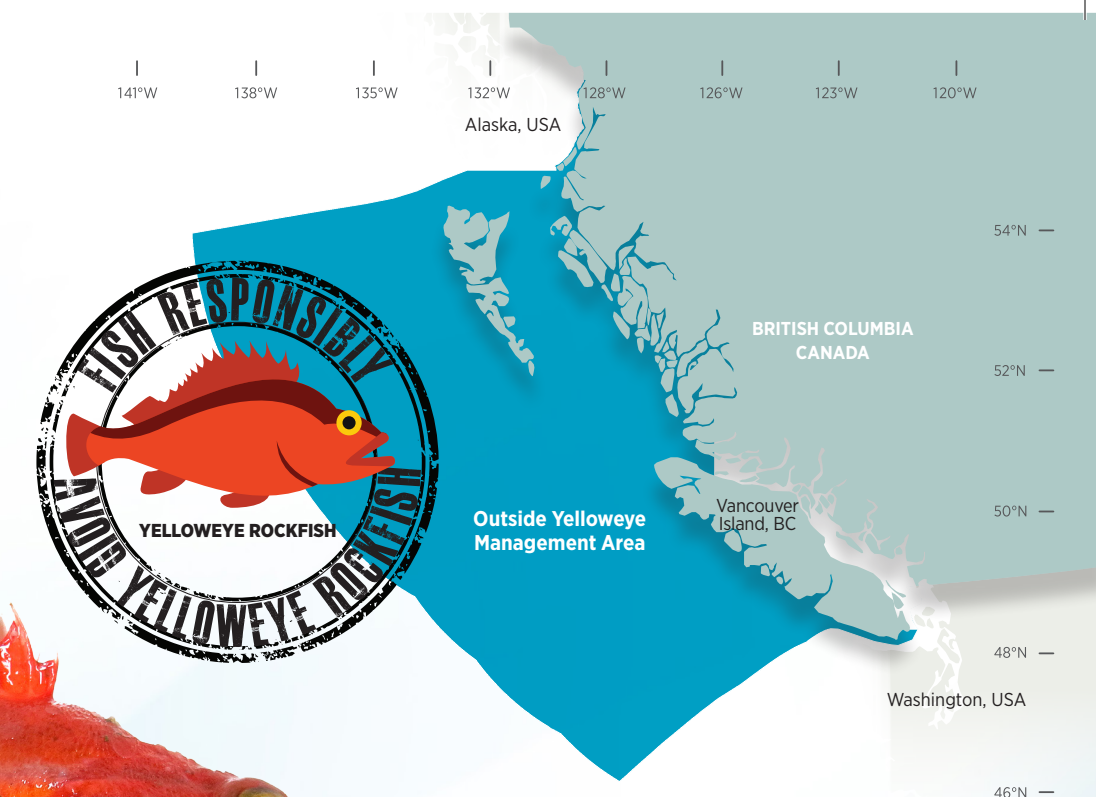 141°W
138°W
135°W
132°W
128°W
126°W
123°W
120°W
Alaska, USA
54°N
FISH RESPONSIBLY
BRITISH COLUMBIA
CANADA
52°N
Vancouver
Island, BC
50°N
Outside Yelloweye
Management Area
YELLOWEYE ROCKFISH
AVOID YELLOWEYE ROCKFISH
48°N
Washington, USA
46°N